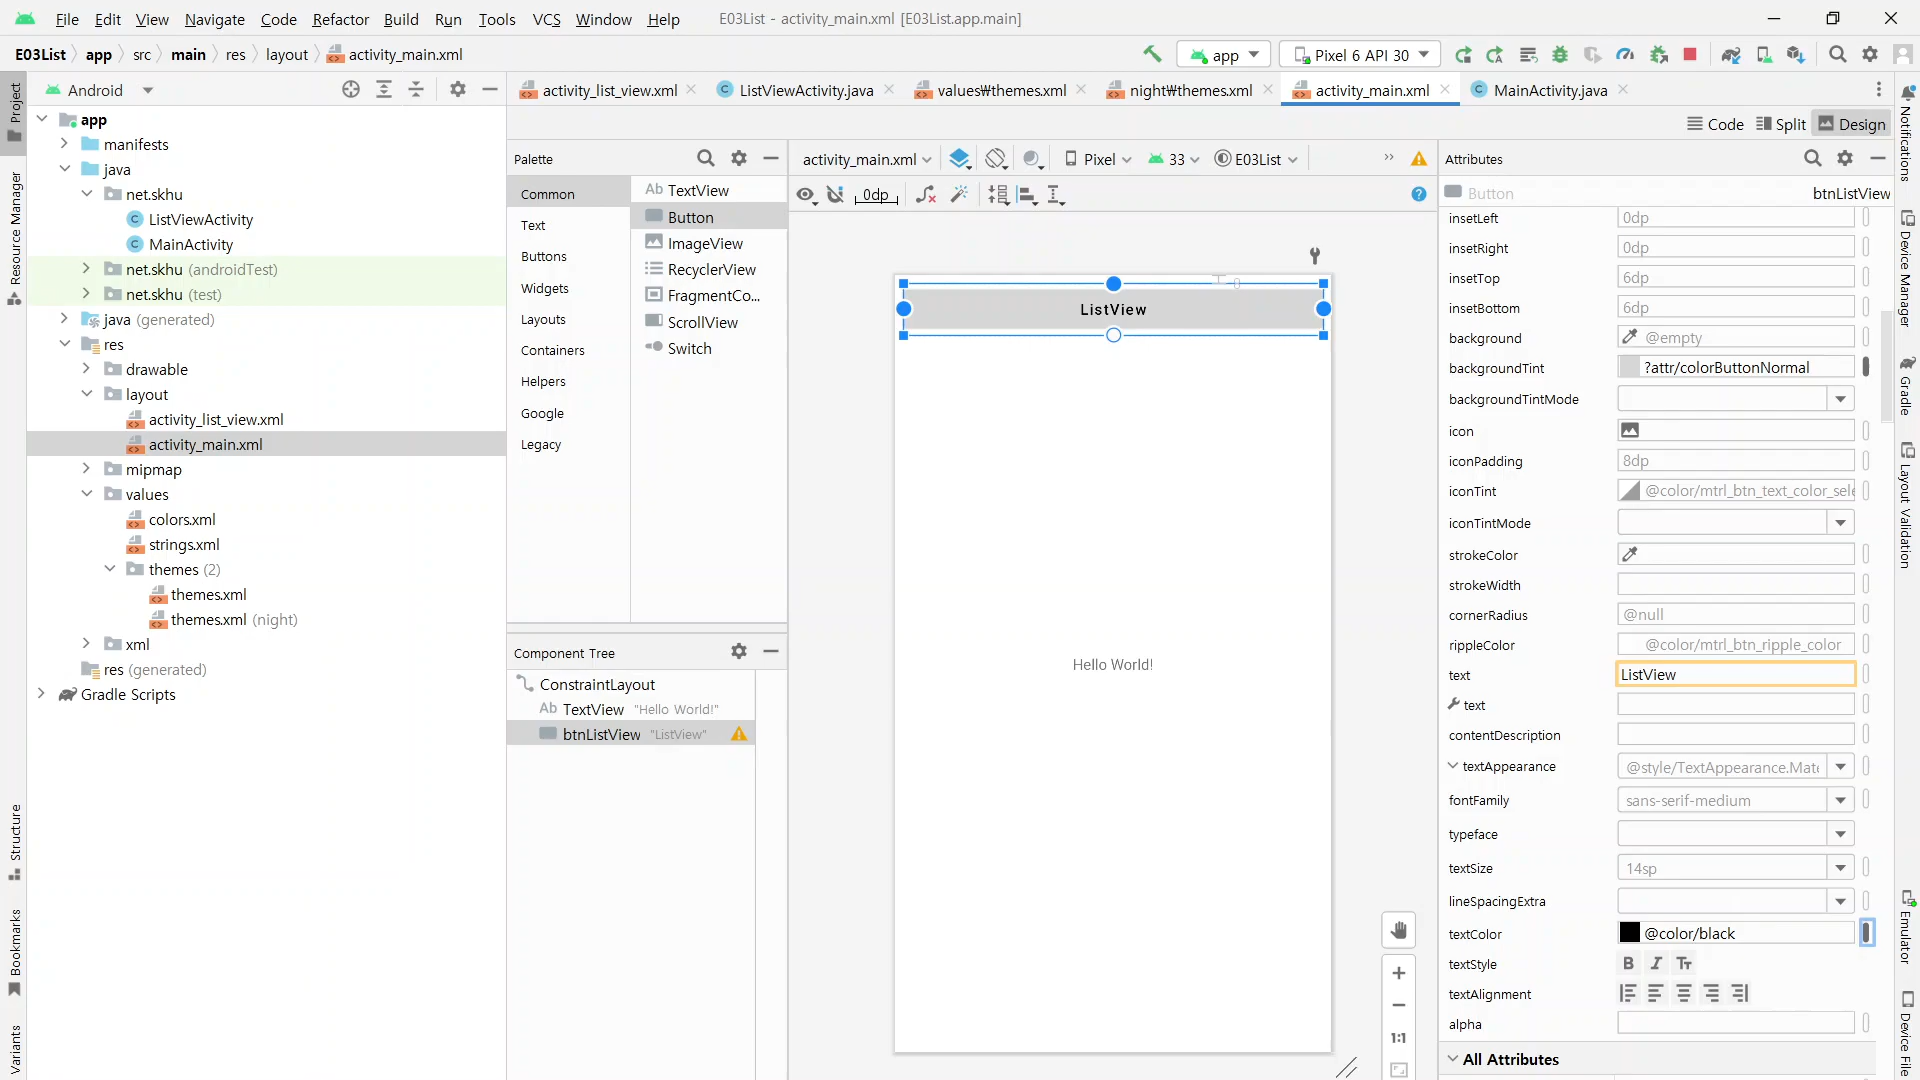 File Edit View Navigate Code Refactor Build Run Tools VCS Window Help E03List - activity_main.xml [E03List.app.main]
E03List app src main res layout activity_main.xml app Pixel 6 API 30
Project
Resource Manager
Structure
Bookmarks
Variants
Android
app
manifests
java
net.skhu
ListViewActivity
MainActivity
net.skhu (androidTest)
net.skhu (test)
java (generated)
res
drawable
layout
activity_list_view.xml
activity_main.xml
mipmap
values
colors.xml
strings.xml
themes (2)
themes.xml
themes.xml (night)
xml
res (generated)
Gradle Scripts
activity_list_view.xml ListViewActivity.java values₩themes.xml night₩themes.xml activity_main.xml MainActivity.java
Code Split Design
Palette
Common
Text
Buttons
Widgets
Layouts
Containers
Helpers
Google
Legacy
Ab TextView
Button
ImageView
RecyclerView
FragmentCo...
ScrollView
Switch
Component Tree
ConstraintLayout
Ab TextView "Hello World!"
btnListView "ListView"
activity_main.xml Pixel 33 E03List
0dp
ListView
Hello World!
1:1
Attributes
Button btnListView
insetLeft 0dp
insetRight 0dp
insetTop 6dp
insetBottom 6dp
background @empty
backgroundTint ?attr/colorButtonNormal
backgroundTintMode
icon
iconPadding 8dp
iconTint @color/mtrl_btn_text_color_sele
iconTintMode
strokeColor
strokeWidth
cornerRadius @null
rippleColor @color/mtrl_btn_ripple_color
text ListView
text
contentDescription
textAppearance @style/TextAppearance.Mate
fontFamily sans-serif-medium
typeface
textSize 14sp
lineSpacingExtra
textColor @color/black
textStyle B I Tт
textAlignment
alpha
All Attributes
Notifications
Device Manager
Gradle
Layout Validation
Emulator
Device File